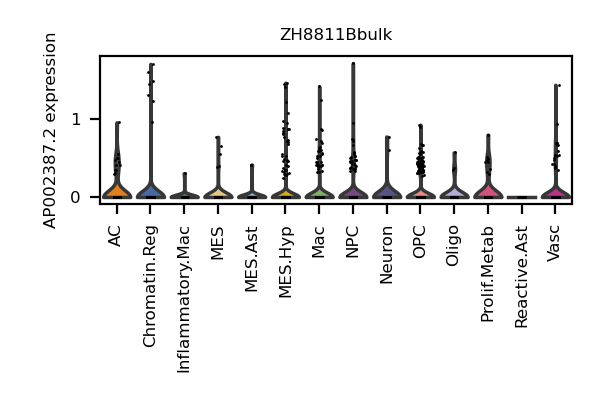 ZH8811Bbulk
AP002387.2 expression
1
0
AC
Chromatin.Reg
Inflammatory.Mac
MES
MES.Ast
MES.Hyp
Mac
NPC
Neuron
OPC
Oligo
Prolif.Metab
Reactive.Ast
Vasc